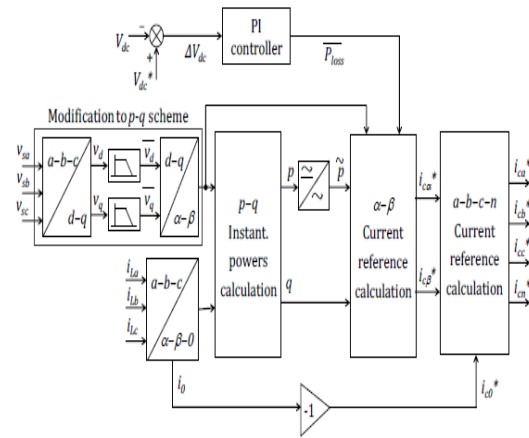 V_dc
−
+
V_dc*
ΔV_dc
PI
controller
P_loss
Modification to p-q scheme
v_sa
v_sb
v_sc
a-b-c
d-q
v_d
v_q
v_d
v_q
d-q
α-β
i_La
i_Lb
i_Lc
a-b-c
α-β-0
p-q
Instant.
powers
calculation
p
~
~
p̃
q
α-β
Current
reference
calculation
i_cα*
i_cβ*
a-b-c-n
Current
reference
calculation
i_ca*
i_cb*
i_cc*
i_cn*
i_0
-1
i_c0*